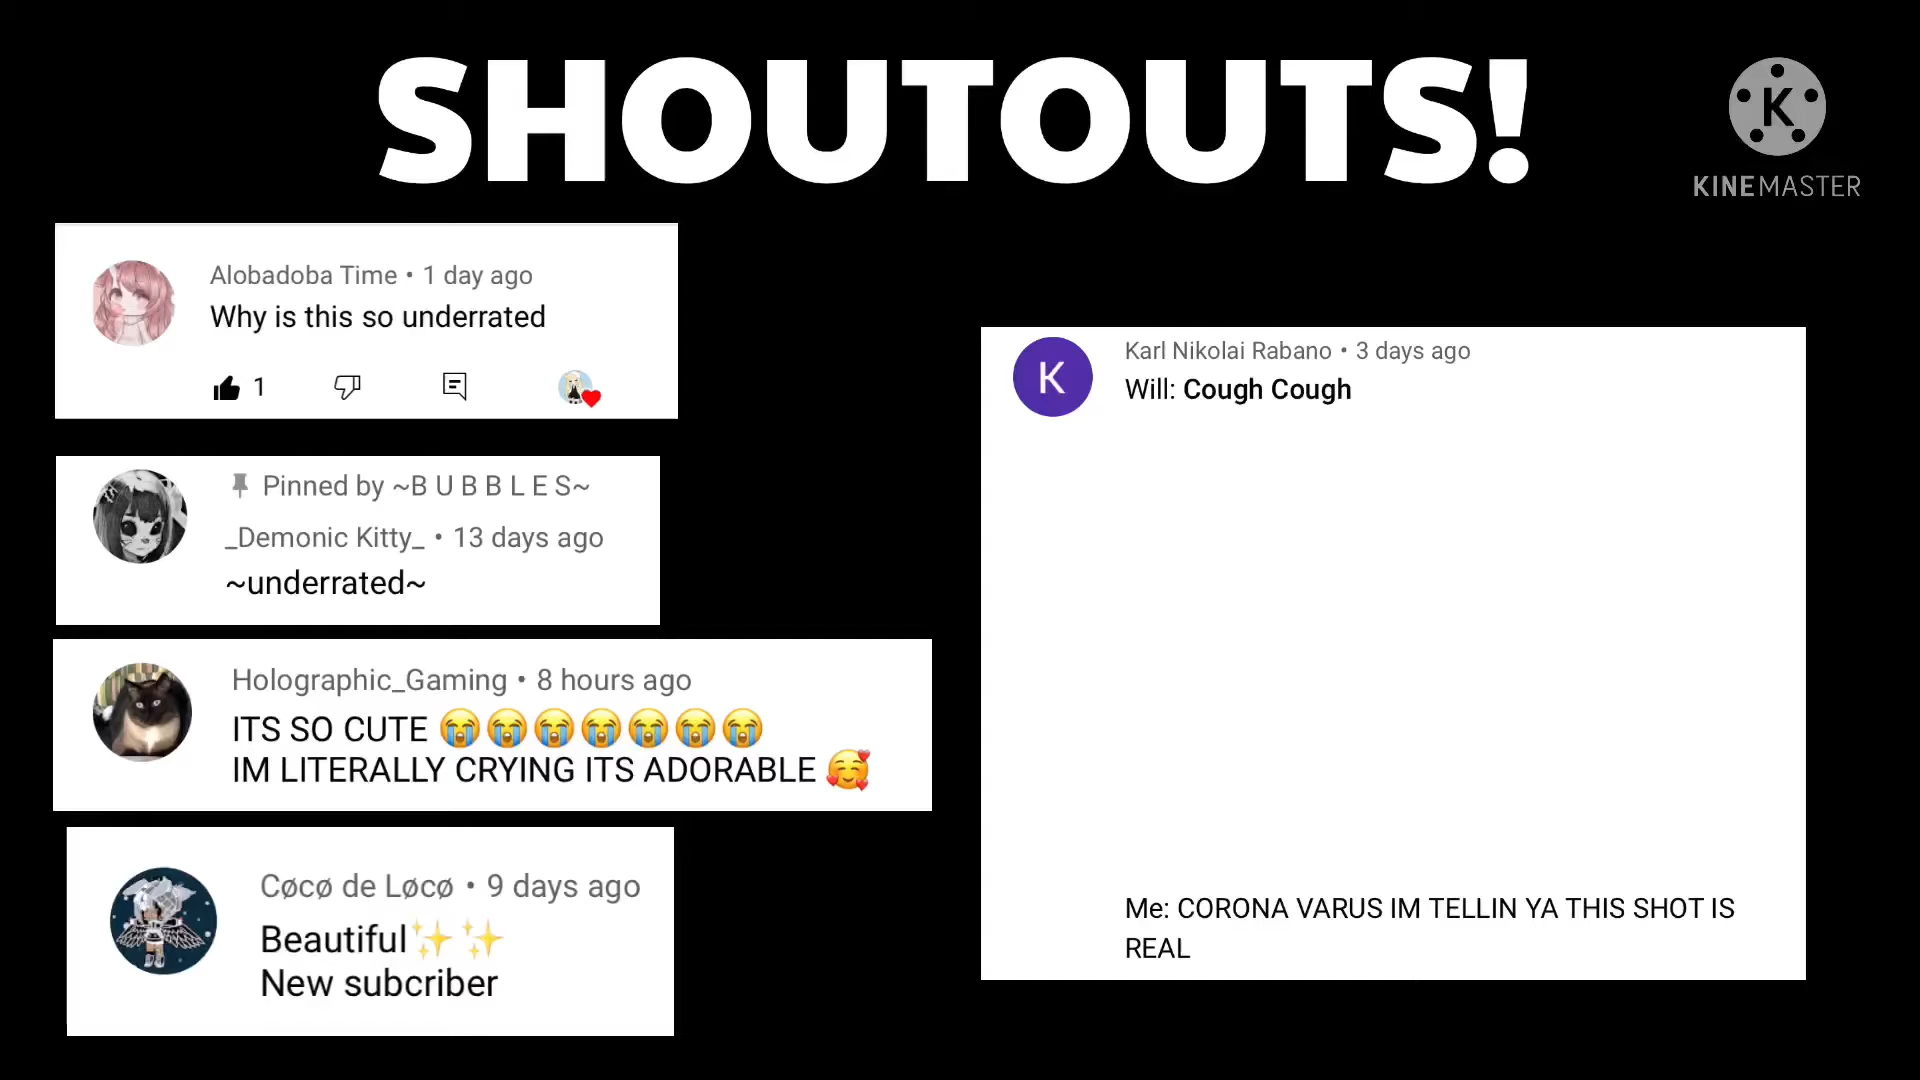 SHOUTOUTS!
K
KINEMASTER
Alobadoba Time • 1 day ago
Why is this so underrated
1
Pinned by ~B U B B L E S~
_Demonic Kitty_ • 13 days ago
~underrated~
Holographic_Gaming • 8 hours ago
ITS SO CUTE 😭😭😭😭😭😭😭
IM LITERALLY CRYING ITS ADORABLE 🥰
Cøcø de Løcø • 9 days ago
Beautiful✨✨
New subcriber
K
Karl Nikolai Rabano • 3 days ago
Will: Cough Cough
Me: CORONA VARUS IM TELLIN YA THIS SHOT IS
REAL